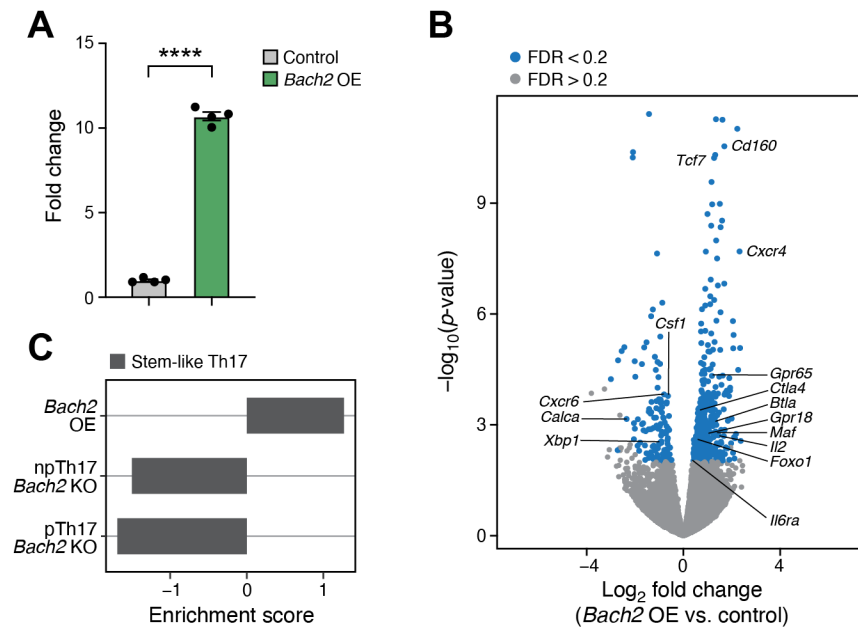 A
15
10
5
0
Fold change
****
Control
Bach2 OE
B
FDR < 0.2
FDR > 0.2
Cd160
Tcf7
Cxcr4
Csf1
Gpr65
Ctla4
Btla
Gpr18
Maf
Il2
Foxo1
Il6ra
Cxcr6
Calca
Xbp1
9
6
3
0
−log10(p-value)
−4
0
4
Log2 fold change
(Bach2 OE vs. control)
C
Stem-like Th17
Bach2
OE
npTh17
Bach2 KO
pTh17
Bach2 KO
−1
0
1
Enrichment score